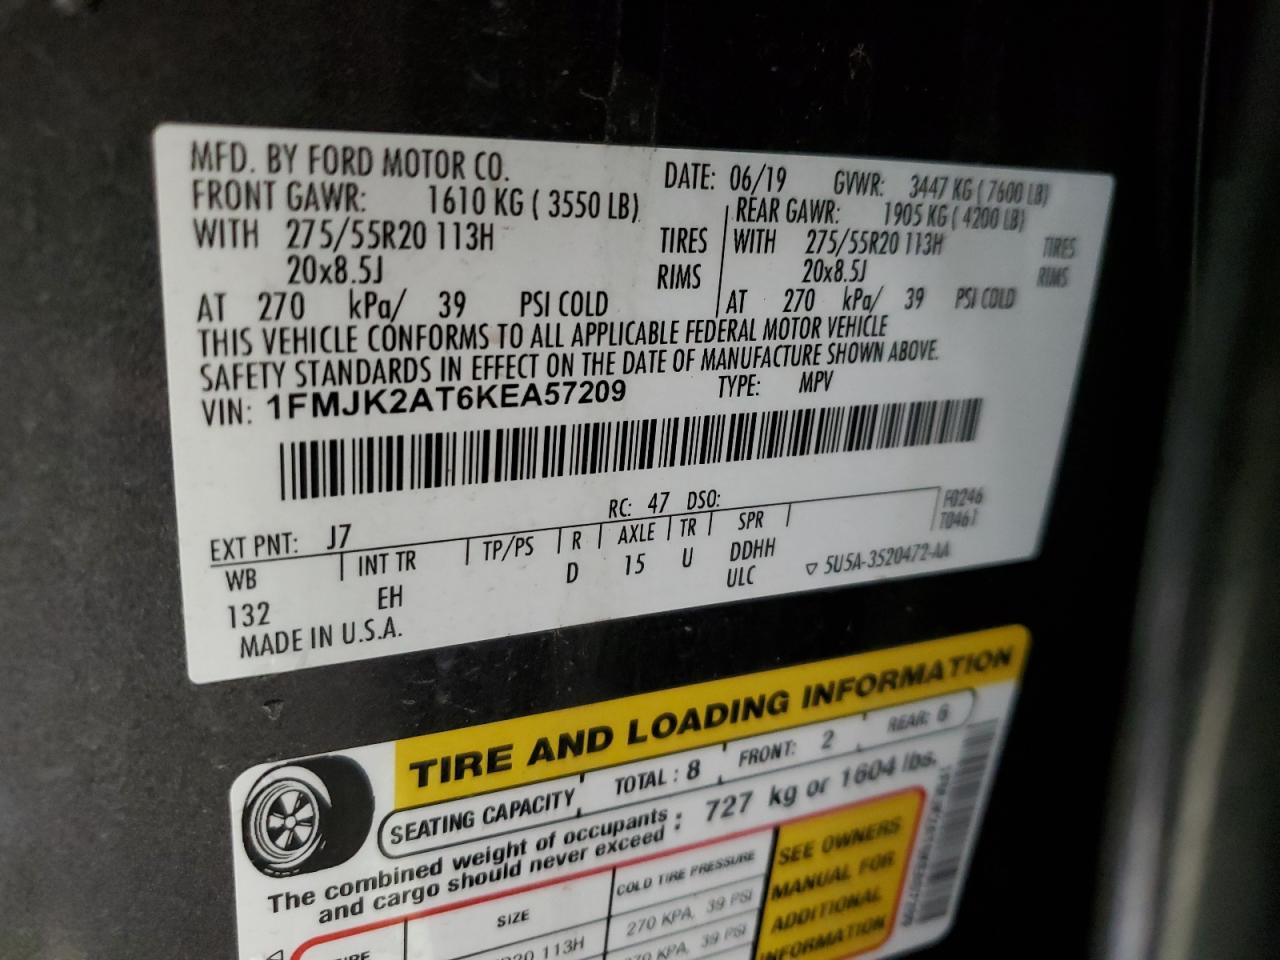 MFD. BY FORD MOTOR CO. DATE: 06/19 GVWR: 3447 KG ( 7600 LB)
FRONT GAWR: 1610 KG ( 3550 LB) REAR GAWR: 1905 KG ( 4200 LB)
WITH 275/55R20 113H TIRES WITH 275/55R20 113H TIRES
20x8.5J RIMS 20x8.5J RIMS
AT 270 kPa/ 39 PSI COLD AT 270 kPa/ 39 PSI COLD
THIS VEHICLE CONFORMS TO ALL APPLICABLE FEDERAL MOTOR VEHICLE
SAFETY STANDARDS IN EFFECT ON THE DATE OF MANUFACTURE SHOWN ABOVE.
VIN: 1FMJK2AT6KEA57209 TYPE: MPV
EXT PNT: J7 RC: 47 DSO: F0246
T0461
WB INT TR TP/PS R AXLE TR SPR
132 EH D 15 U DDHH
ULC 5U5A-3520472-AA
MADE IN U.S.A.
TIRE AND LOADING INFORMATION
SEATING CAPACITY TOTAL : 8 FRONT: 2 REAR: 6
The combined weight of occupants : 727 kg or 1604 lbs.
and cargo should never exceed
SIZE COLD TIRE PRESSURE
R20 113H 270 KPA, 39 PSI
KPA, 39 PSI
SEE OWNERS
MANUAL FOR
ADDITIONAL
INFORMATION